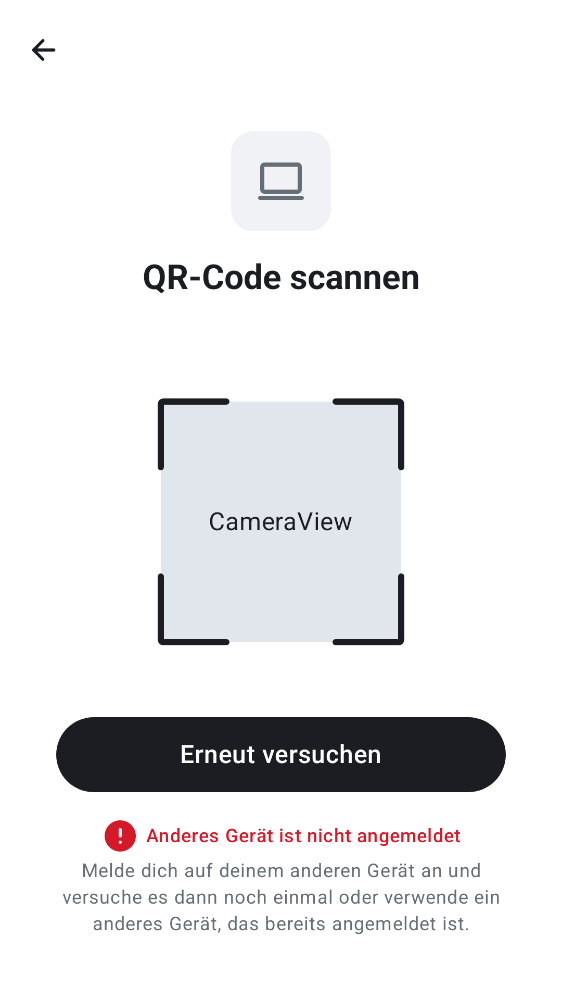 QR-Code scannen
CameraView
Erneut versuchen
Anderes Gerät ist nicht angemeldet
Melde dich auf deinem anderen Gerät an und
versuche es dann noch einmal oder verwende ein
anderes Gerät, das bereits angemeldet ist.